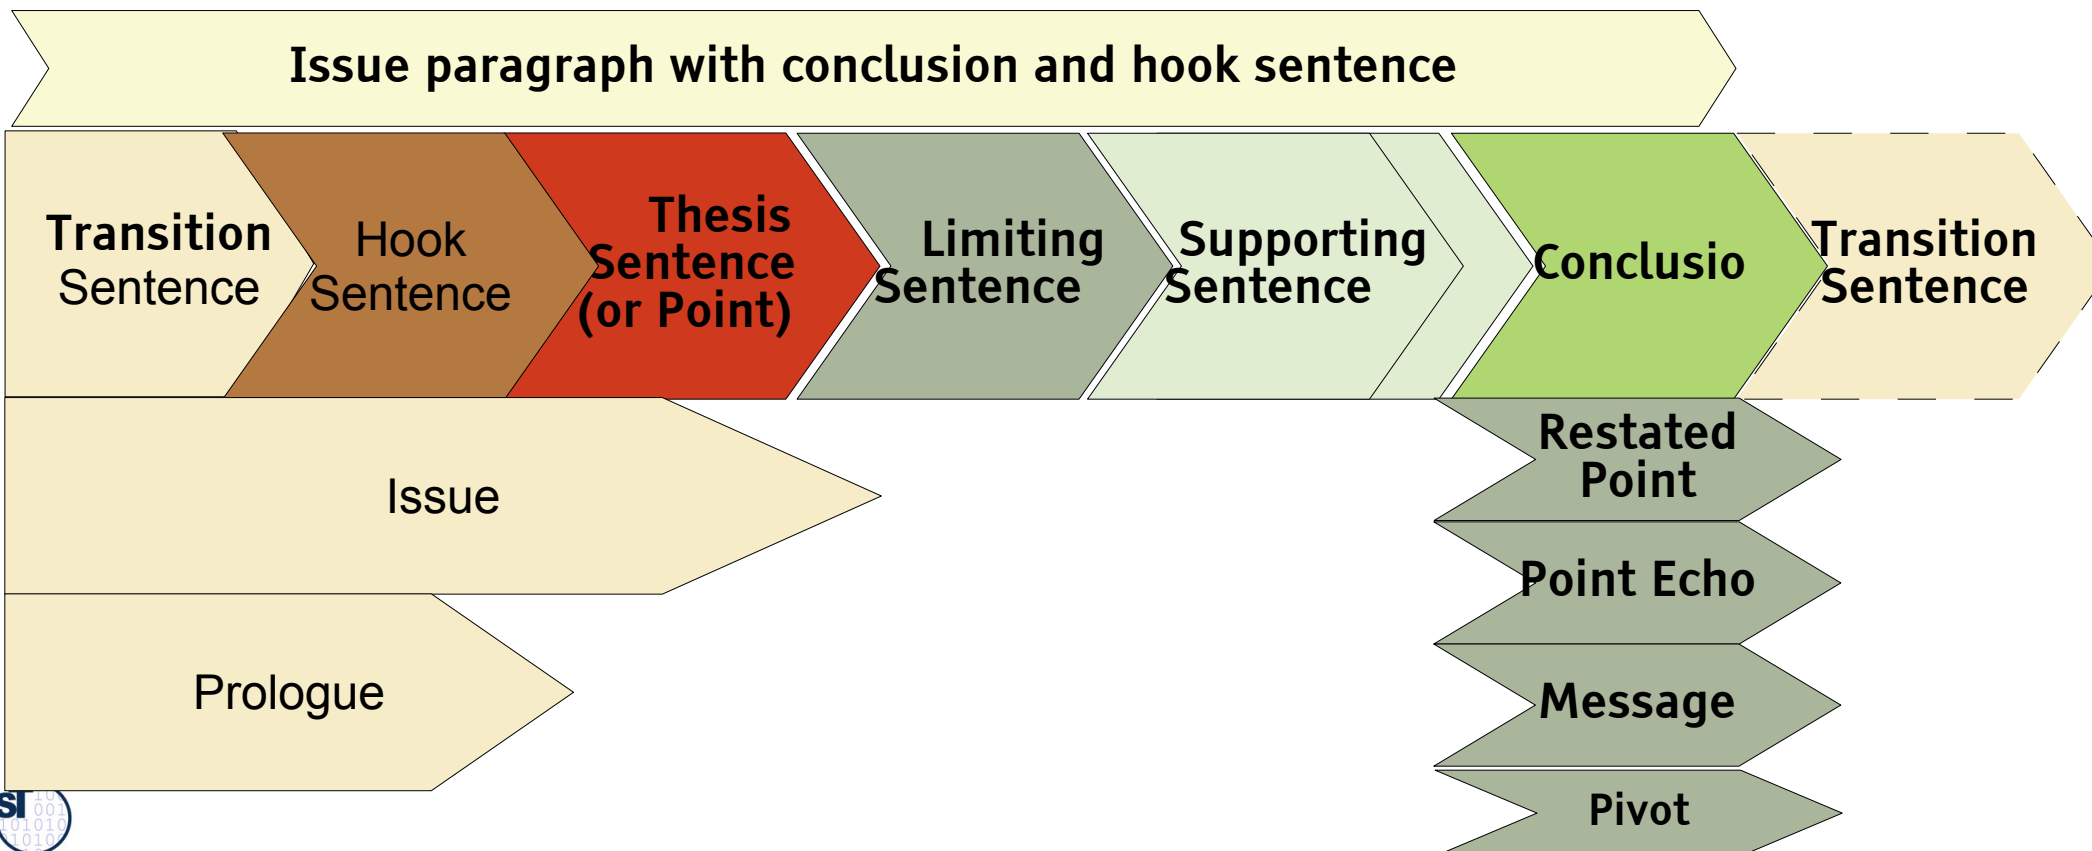 Issue paragraph with conclusion and hook sentence
Transition
Sentence
Hook
Sentence
Thesis
Sentence
(or Point)
Limiting
Sentence
Supporting
Sentence
Conclusio
Transition
Sentence
Issue
Prologue
Restated
Point
Point Echo
Message
Pivot